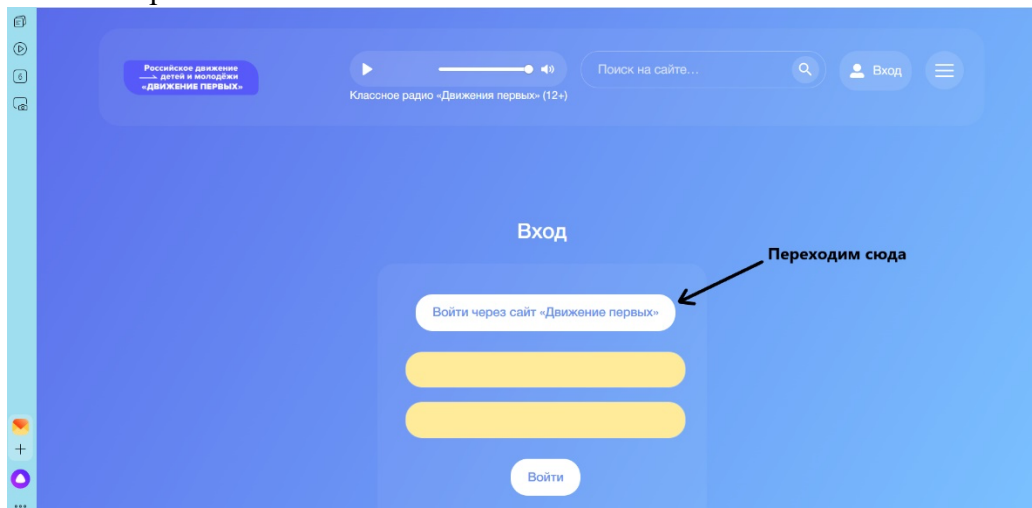 Российское движение
детей и молодёжи
«ДВИЖЕНИЕ ПЕРВЫХ»
Классное радио «Движения первых» (12+)
Поиск на сайте...
Вход
6
Вход
Переходим сюда
Войти через сайт «Движение первых»
Войти